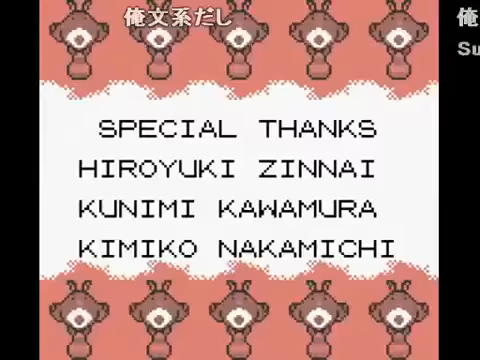 俺文系だし
俺
Su
SPECIAL THANKS
HIROYUKI ZINNAI
KUNIMI KAWAMURA
KIMIKO NAKAMICHI